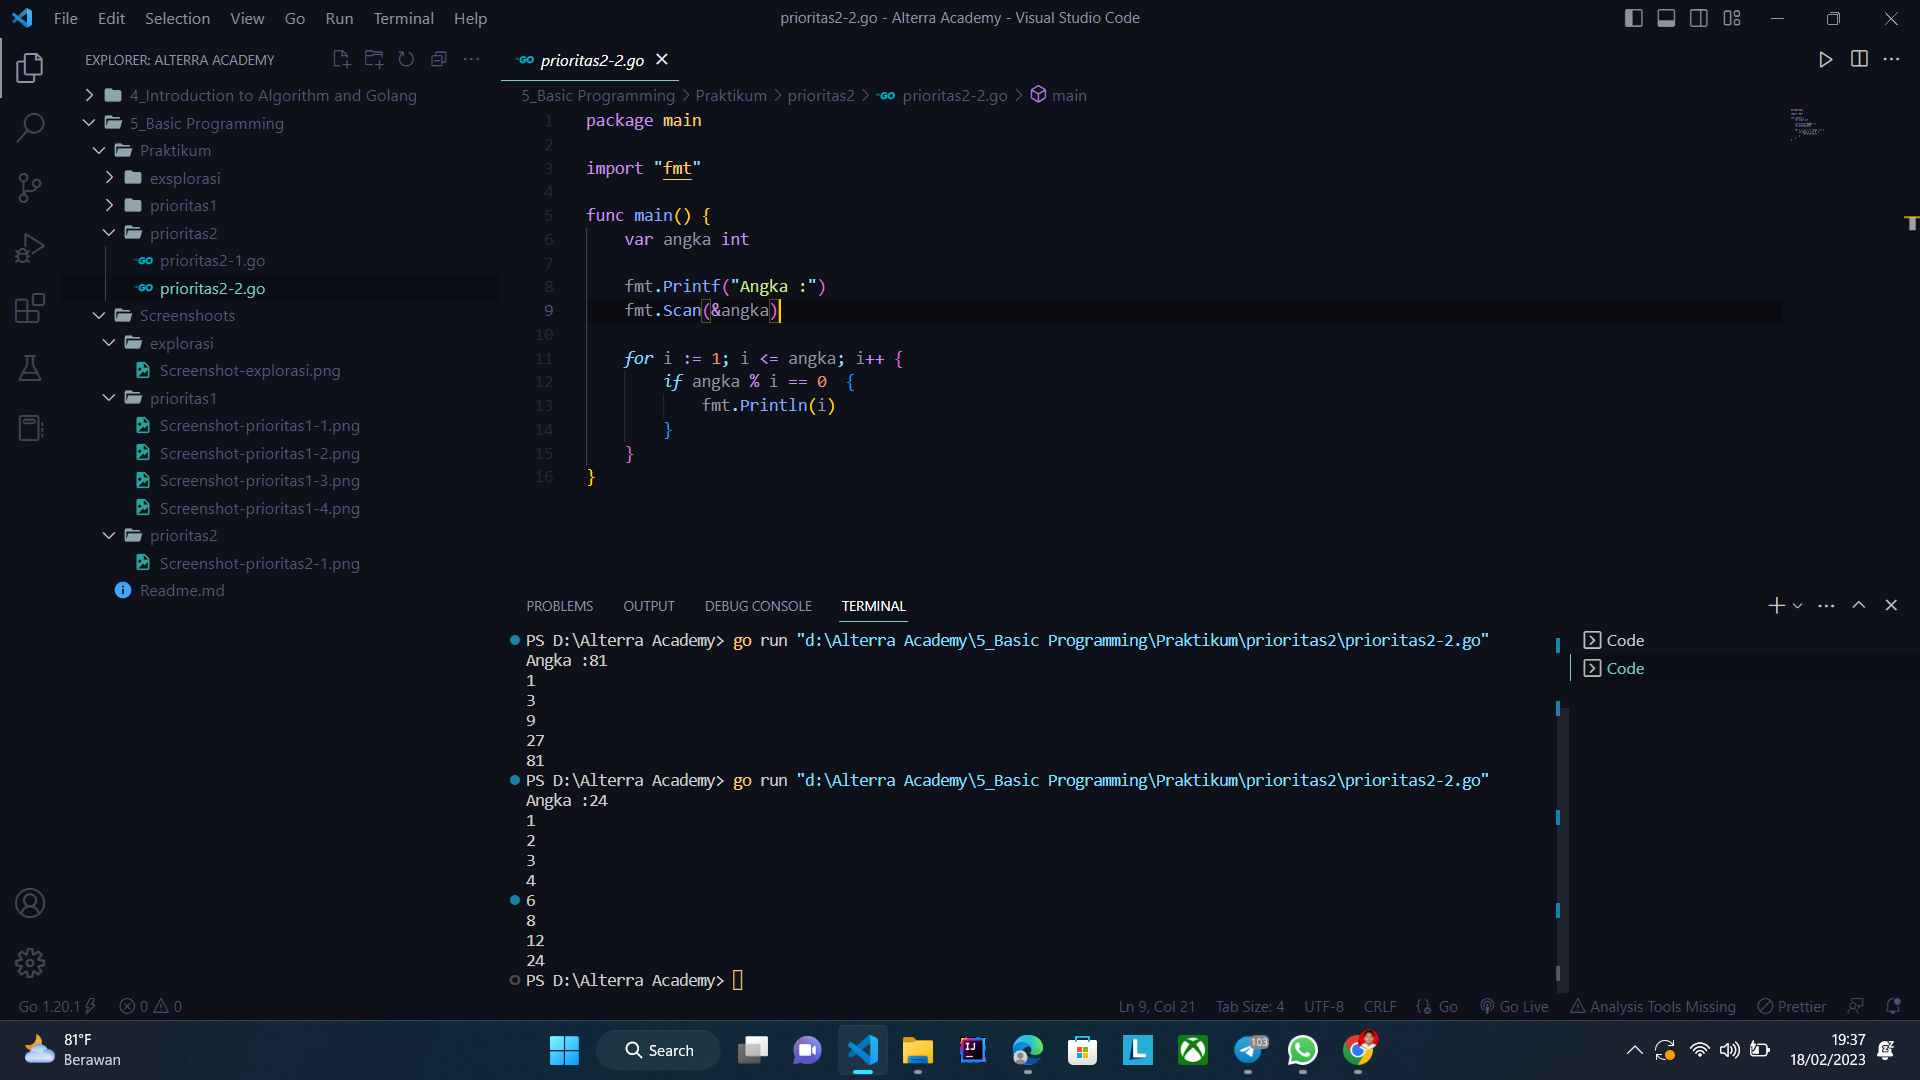 File Edit Selection View Go Run Terminal Help
prioritas2-2.go - Alterra Academy - Visual Studio Code
EXPLORER: ALTERRA ACADEMY
4_Introduction to Algorithm and Golang
5_Basic Programming
Praktikum
exsplorasi
prioritas1
prioritas2
GO prioritas2-1.go
GO prioritas2-2.go
Screenshoots
explorasi
Screenshot-explorasi.png
prioritas1
Screenshot-prioritas1-1.png
Screenshot-prioritas1-2.png
Screenshot-prioritas1-3.png
Screenshot-prioritas1-4.png
prioritas2
Screenshot-prioritas2-1.png
Readme.md
GO prioritas2-2.go
5_Basic Programming > Praktikum > prioritas2 > GO prioritas2-2.go > main
1 package main
2
3 import "fmt"
4
5 func main() {
6 var angka int
7
8 fmt.Printf("Angka :")
9 fmt.Scan(&angka)
10
11 for i := 1; i <= angka; i++ {
12 if angka % i == 0  {
13 fmt.Println(i)
14 }
15 }
16 }
PROBLEMS OUTPUT DEBUG CONSOLE TERMINAL
PS D:\Alterra Academy> go run "d:\Alterra Academy\5_Basic Programming\Praktikum\prioritas2\prioritas2-2.go"
Angka :81
1
3
9
27
81
PS D:\Alterra Academy> go run "d:\Alterra Academy\5_Basic Programming\Praktikum\prioritas2\prioritas2-2.go"
Angka :24
1
2
3
4
6
8
12
24
PS D:\Alterra Academy>
Code
Code
Go 1.20.1 0 0
Ln 9, Col 21 Tab Size: 4 UTF-8 CRLF Go Go Live Analysis Tools Missing Prettier
81°F
Berawan
Search
IJ
L
103
19:37
18/02/2023